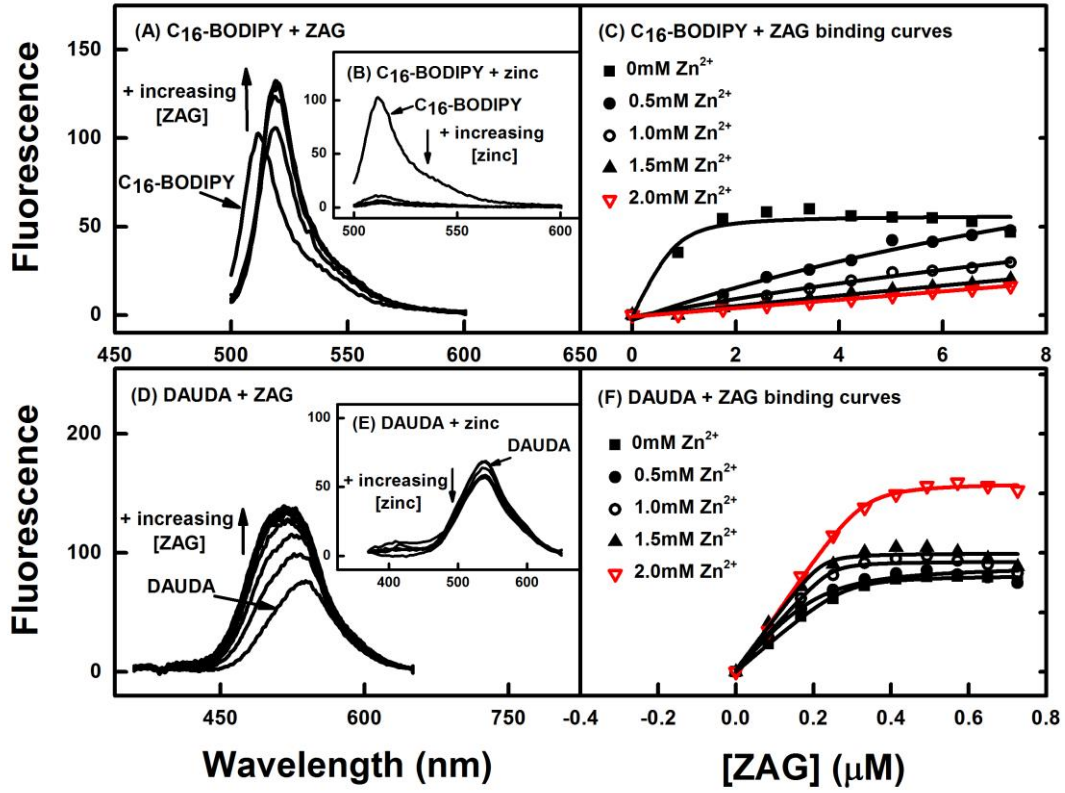 (A) C16-BODIPY + ZAG
150
100
50
0
+ increasing
[ZAG]
C16-BODIPY
(B) C16-BODIPY + zinc
100
50
0
C16-BODIPY
+ increasing
[zinc]
500
550
600
450
500
550
600
650
Fluorescence
(C) C16-BODIPY + ZAG binding curves
0mM Zn2+
0.5mM Zn2+
1.0mM Zn2+
1.5mM Zn2+
2.0mM Zn2+
0
2
4
6
8
(D) DAUDA + ZAG
200
100
0
+ increasing
[ZAG]
DAUDA
(E) DAUDA + zinc
100
50
0
DAUDA
+ increasing
[zinc]
400
500
600
450
600
750
Fluorescence
Wavelength (nm)
(F) DAUDA + ZAG binding curves
0mM Zn2+
0.5mM Zn2+
1.0mM Zn2+
1.5mM Zn2+
2.0mM Zn2+
-0.4
-0.2
0.0
0.2
0.4
0.6
0.8
[ZAG] (μM)